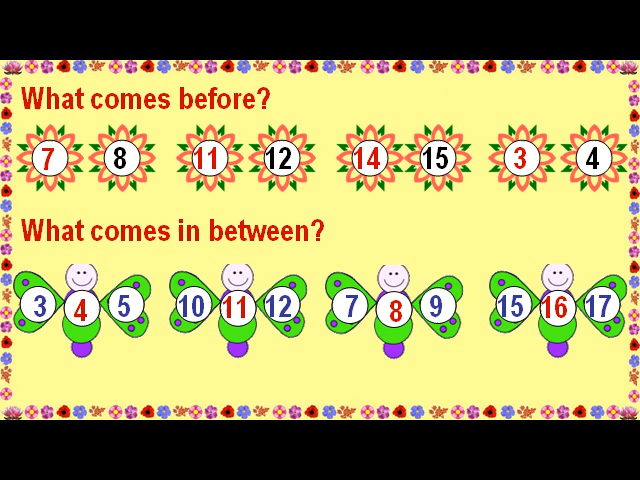 What comes before?
7 8 11 12 14 15 3 4
What comes in between?
3 4 5 10 11 12 7 8 9 15 16 17